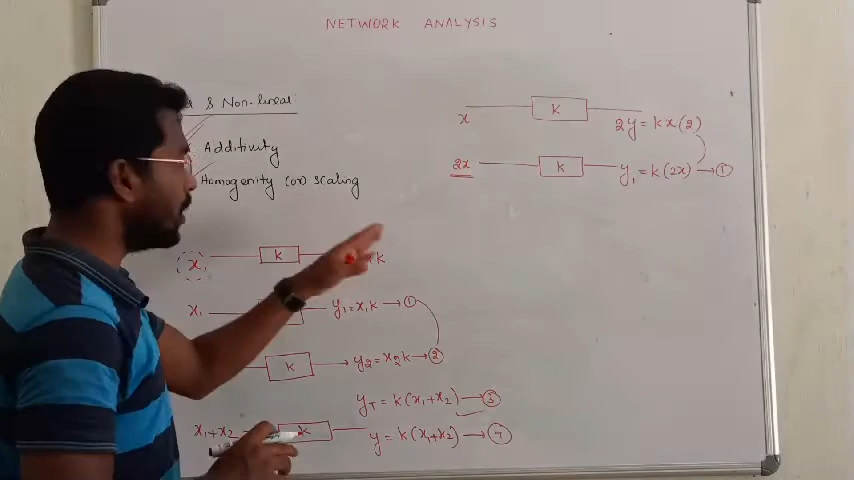 NETWORK ANALYSIS
& Non-linear
Additivity
Homogenity (or) scaling
x k k
x₁ y₁=x₁k → ①
k y₂=x₂k → ②
y_T = k(x₁+x₂) → ③
x₁+x₂ k y = k(x₁+x₂) → ④
x k 2y = kx(2)
2x k y₁ = k(2x) → ①